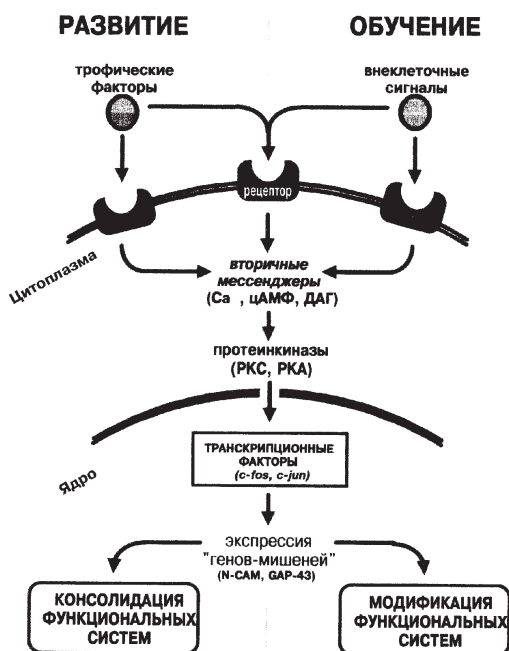 РАЗВИТИЕ
ОБУЧЕНИЕ
трофические
факторы
внеклеточные
сигналы
рецептор
Цитоплазма
вторичные
мессенджеры
(Ca , цАМФ, ДАГ)
протеинкиназы
(РКС, РКА)
Ядро
ТРАНСКРИПЦИОННЫЕ
ФАКТОРЫ
(c-fos, c-jun)
экспрессия
"генов-мишеней"
(N-CAM, GAP-43)
КОНСОЛИДАЦИЯ
ФУНКЦИОНАЛЬНЫХ
СИСТЕМ
МОДИФИКАЦИЯ
ФУНКЦИОНАЛЬНЫХ
СИСТЕМ